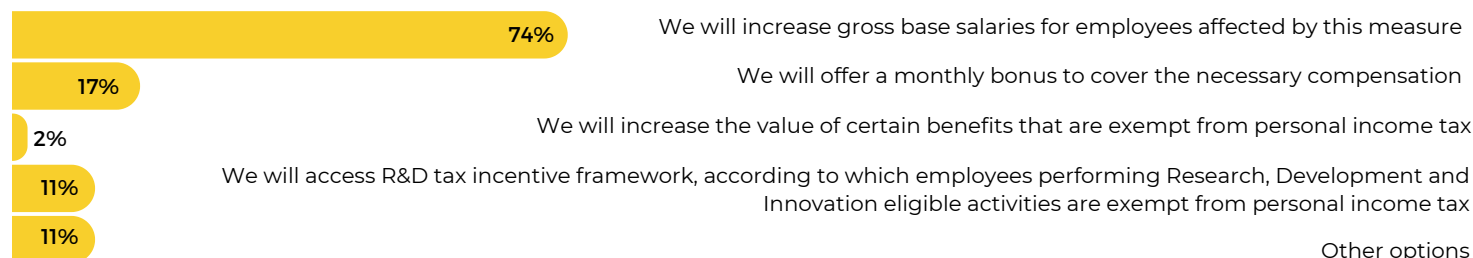 74%
We will increase gross base salaries for employees affected by this measure
17%
We will offer a monthly bonus to cover the necessary compensation
2%
We will increase the value of certain benefits that are exempt from personal income tax
11%
We will access R&D tax incentive framework, according to which employees performing Research, Development and
Innovation eligible activities are exempt from personal income tax
11%
Other options